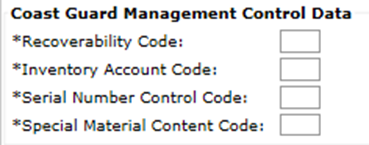 Coast Guard Management Control Data
*Recoverability Code:
*Inventory Account Code:
*Serial Number Control Code:
*Special Material Content Code: